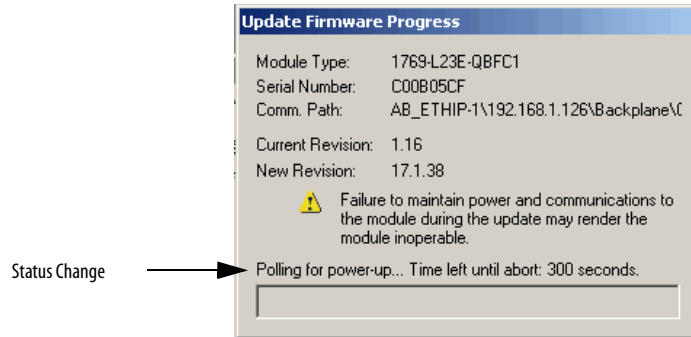 Update Firmware Progress
Module Type: 1769-L23E-QBFC1
Serial Number: C00B05CF
Comm. Path: AB_ETHIP-1\192.168.1.126\Backplane\0
Current Revision: 1.16
New Revision: 17.1.38
Failure to maintain power and communications to
the module during the update may render the
module inoperable.
Status Change
Polling for power-up... Time left until abort: 300 seconds.